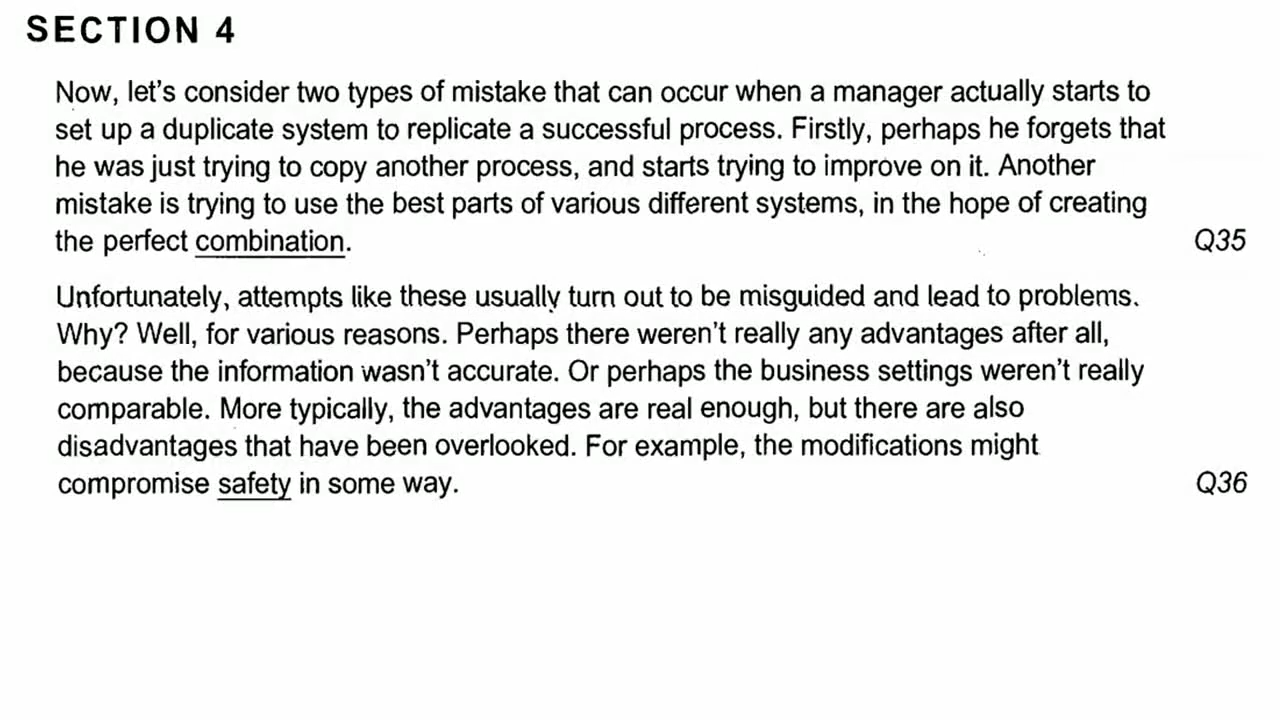 SECTION 4
Now, let's consider two types of mistake that can occur when a manager actually starts to
set up a duplicate system to replicate a successful process. Firstly, perhaps he forgets that
he was just trying to copy another process, and starts trying to improve on it. Another
mistake is trying to use the best parts of various different systems, in the hope of creating
the perfect combination. Q35
Unfortunately, attempts like these usually turn out to be misguided and lead to problems.
Why? Well, for various reasons. Perhaps there weren't really any advantages after all,
because the information wasn't accurate. Or perhaps the business settings weren't really
comparable. More typically, the advantages are real enough, but there are also
disadvantages that have been overlooked. For example, the modifications might
compromise safety in some way. Q36